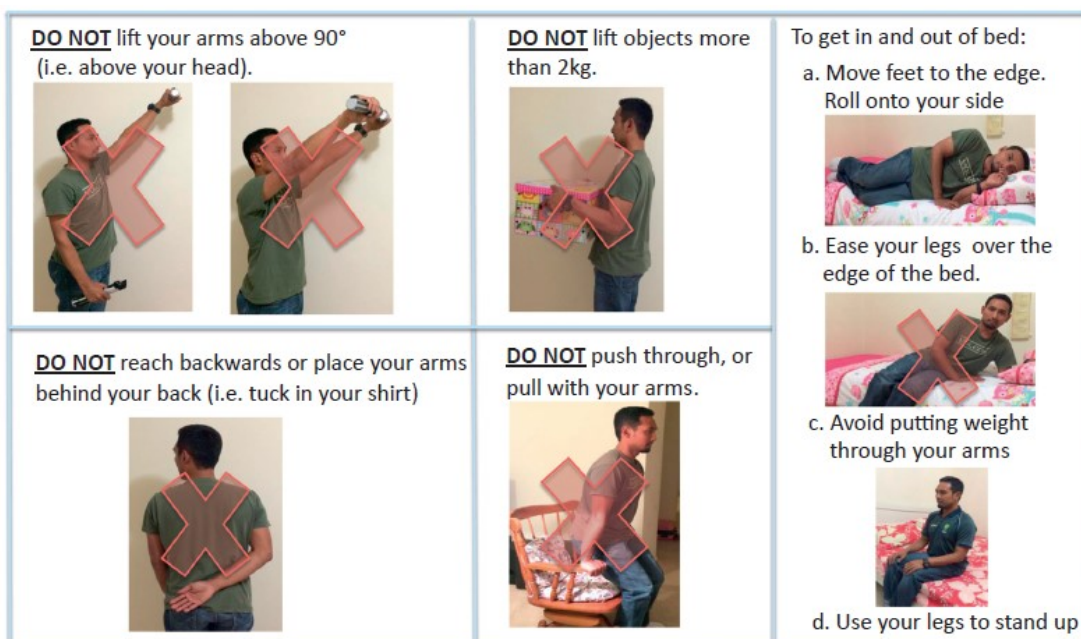 DO NOT lift your arms above 90°
(i.e. above your head).
DO NOT lift objects more
than 2kg.
DO NOT reach backwards or place your arms
behind your back (i.e. tuck in your shirt)
DO NOT push through, or
pull with your arms.
To get in and out of bed:
a. Move feet to the edge.
Roll onto your side
b. Ease your legs over the
edge of the bed.
c. Avoid putting weight
through your arms
d. Use your legs to stand up